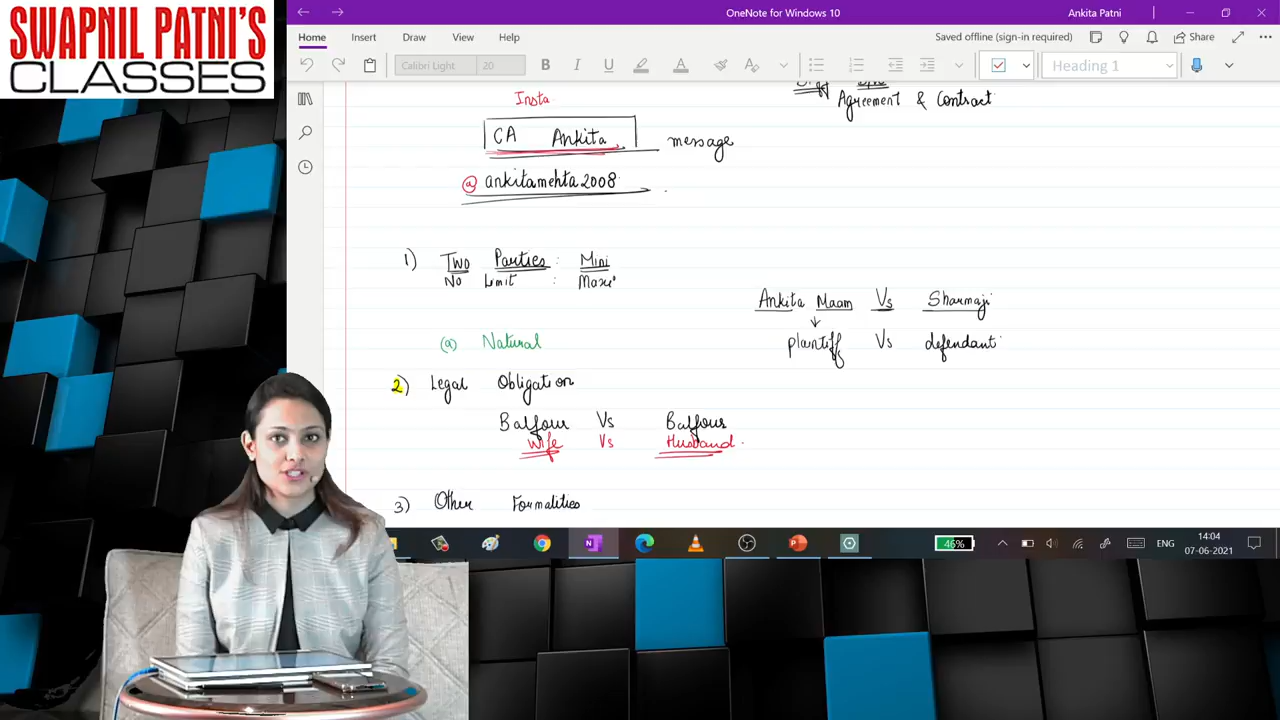 SWAPNIL PATNI'S
CLASSES
OneNote for Windows 10
Ankita Patni
Home Insert Draw View Help
Saved offline (sign-in required)
Share
Calibri Light 20
B I U A
Heading 1
Insta
Agreement & Contract
CA Ankita message
@ ankitamehta2008
1) Two Parties : Mini
No Limit : Maxi
Ankita Maam Vs Sharmaji
(a) Natural
plaintiff Vs defendant
2) Legal Obligation
Balfour Vs Balfour
Wife Vs Husband.
3) Other Formalities
46%
ENG
14:04
07-06-2021